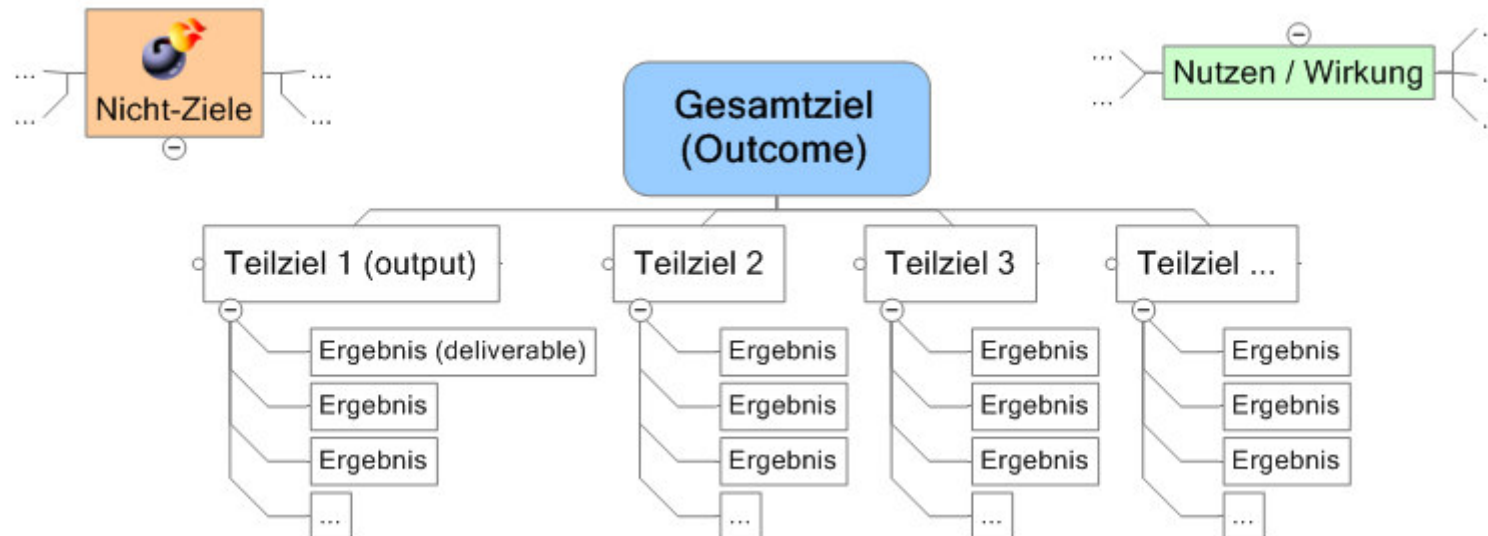 ... Nicht-Ziele ...
... ...
... Nutzen / Wirkung ...
... ...
...
Gesamtziel
(Outcome)
Teilziel 1 (output)
Ergebnis (deliverable)
Ergebnis
Ergebnis
...
Teilziel 2
Ergebnis
Ergebnis
Ergebnis
...
Teilziel 3
Ergebnis
Ergebnis
Ergebnis
...
Teilziel ...
Ergebnis
Ergebnis
Ergebnis
...